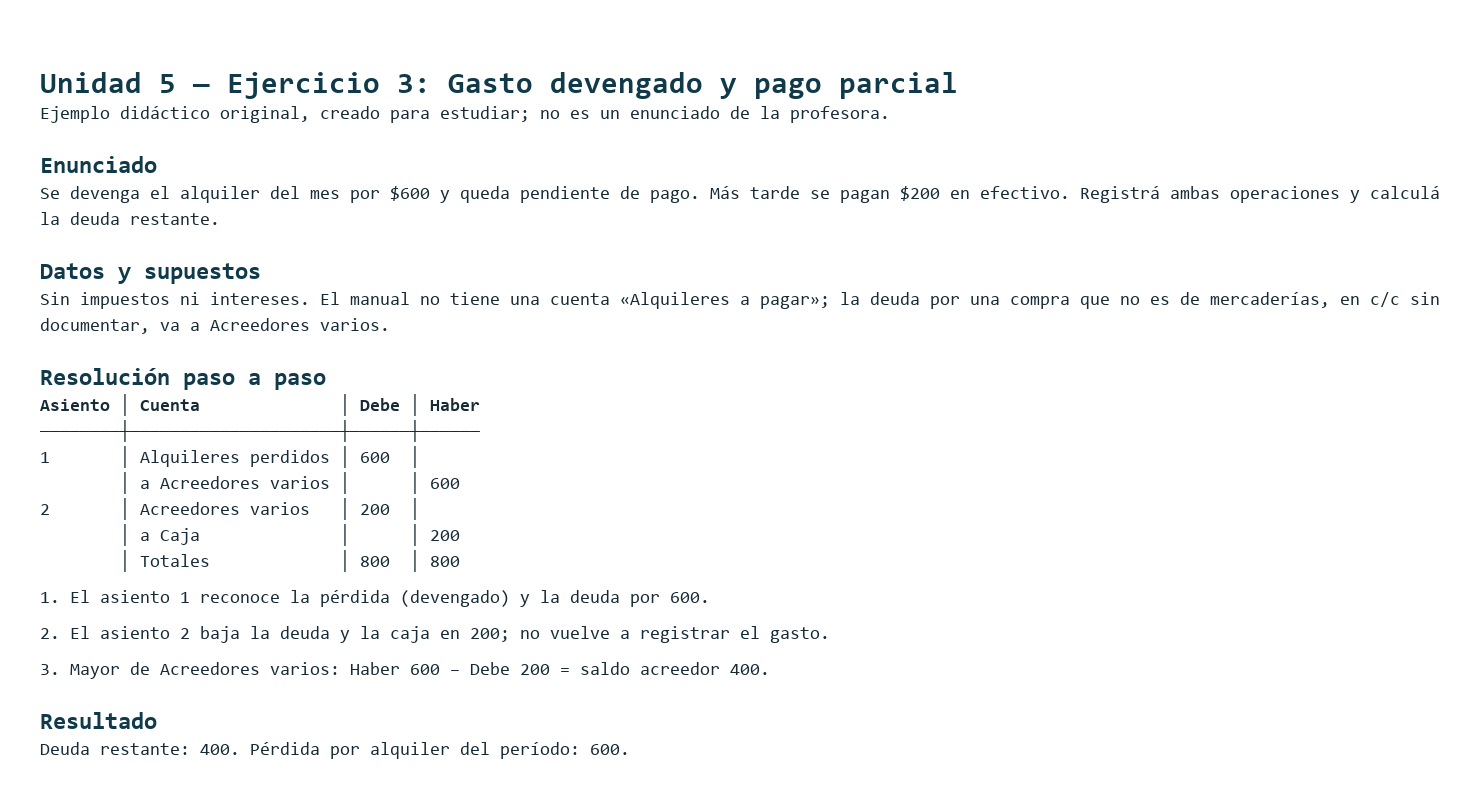 Unidad 5 — Ejercicio 3: Gasto devengado y pago parcial
Ejemplo didáctico original, creado para estudiar; no es un enunciado de la profesora.
Enunciado
Se devenga el alquiler del mes por $600 y queda pendiente de pago. Más tarde se pagan $200 en efectivo. Registrá ambas operaciones y calculá
la deuda restante.
Datos y supuestos
Sin impuestos ni intereses. El manual no tiene una cuenta «Alquileres a pagar»; la deuda por una compra que no es de mercaderías, en c/c sin
documentar, va a Acreedores varios.
Resolución paso a paso
Asiento │ Cuenta │ Debe │ Haber
1 │ Alquileres perdidos │ 600 │
│ a Acreedores varios │ │ 600
2 │ Acreedores varios │ 200 │
│ a Caja │ │ 200
│ Totales │ 800 │ 800
1. El asiento 1 reconoce la pérdida (devengado) y la deuda por 600.
2. El asiento 2 baja la deuda y la caja en 200; no vuelve a registrar el gasto.
3. Mayor de Acreedores varios: Haber 600 − Debe 200 = saldo acreedor 400.
Resultado
Deuda restante: 400. Pérdida por alquiler del período: 600.